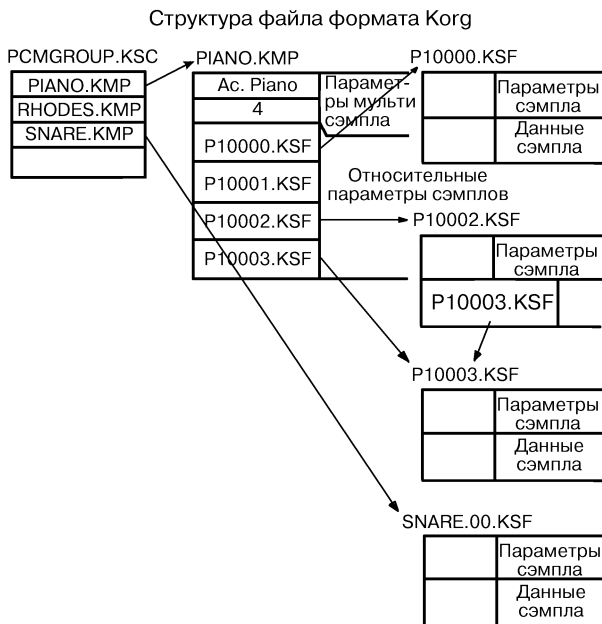 Структура файла формата Korg
PCMGROUP.KSC
PIANO.KMP
RHODES.KMP
SNARE.KMP
PIANO.KMP
Ac. Piano
4
P10000.KSF
P10001.KSF
P10002.KSF
P10003.KSF
Парамет-
ры мульти
сэмпла
P10000.KSF
Параметры
сэмпла
Данные
сэмпла
Относительные
параметры сэмплов
P10002.KSF
Параметры
сэмпла
P10003.KSF
P10003.KSF
Параметры
сэмпла
Данные
сэмпла
SNARE.00.KSF
Параметры
сэмпла
Данные
сэмпла